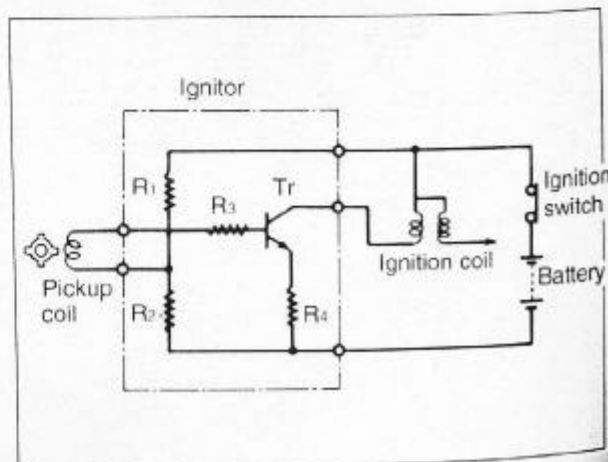 Ignitor
R1
Tr
R3
Ignition
switch
Pickup
coil
Ignition coil
Battery
R2
R4